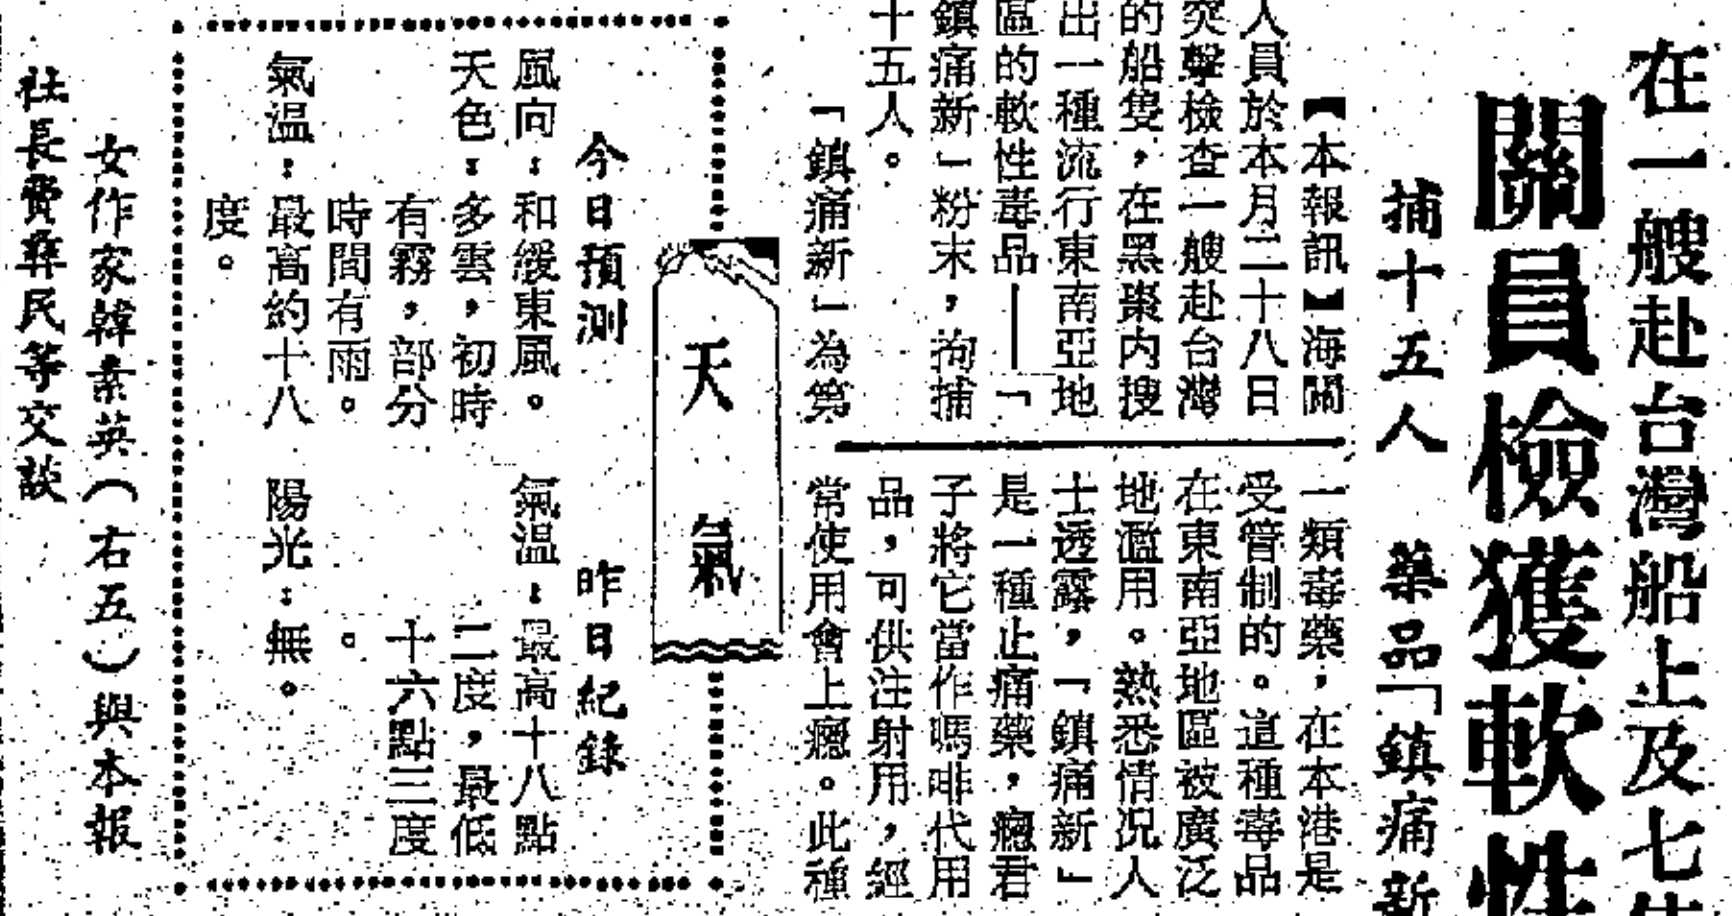 在一艘赴台灣船上及七
關員檢獲軟性
捕十五人 藥品「鎮痛新
【本報訊】海關
人員於本月二十八日
突擊檢查一艘赴台灣
的船隻，在黑棗内搜
出一種流行東南亞地
區的軟性毒品——「
鎮痛新」粉末，拘捕
十五人。
「鎮痛新」為第
一類毒藥，在本港是
受管制的。這種毒品
在東南亞地區被廣泛
地濫用。熟悉情况人
士透露，「鎮痛新」
是一種止痛藥，癮君
子將它當作嗎啡代用
品，可供注射用，經
常使用會上癮。此種
天氣
今日預測
風向：和緩東風。
天色：多雲，初時
有霧，部分
時間有雨。
氣温：最高約十八
度。
昨日紀錄
氣温：最高十八點
二度，最低
十六點三度
。
陽光：無。
女作家韓素英（右五）與本報
社長費彝民等交談